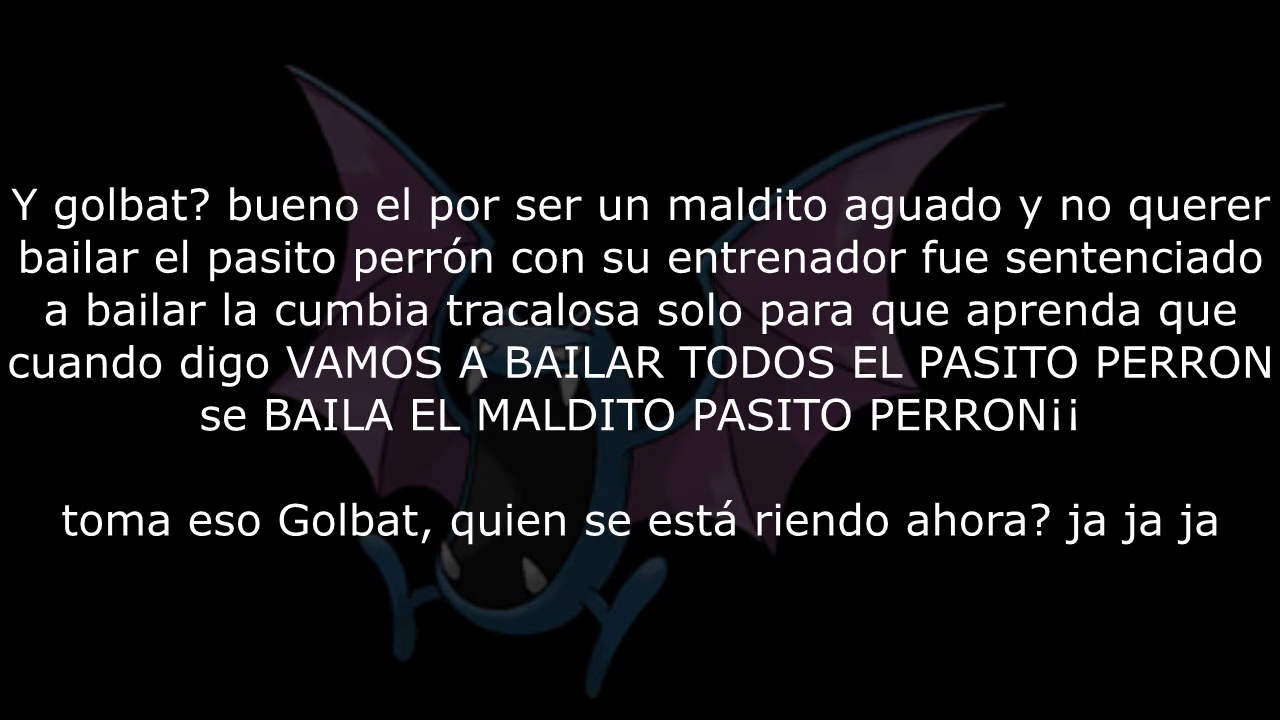 Y golbat? bueno el por ser un maldito aguado y no querer
bailar el pasito perrón con su entrenador fue sentenciado
a bailar la cumbia tracalosa solo para que aprenda que
cuando digo VAMOS A BAILAR TODOS EL PASITO PERRON
se BAILA EL MALDITO PASITO PERRON¡¡
toma eso Golbat, quien se está riendo ahora? ja ja ja